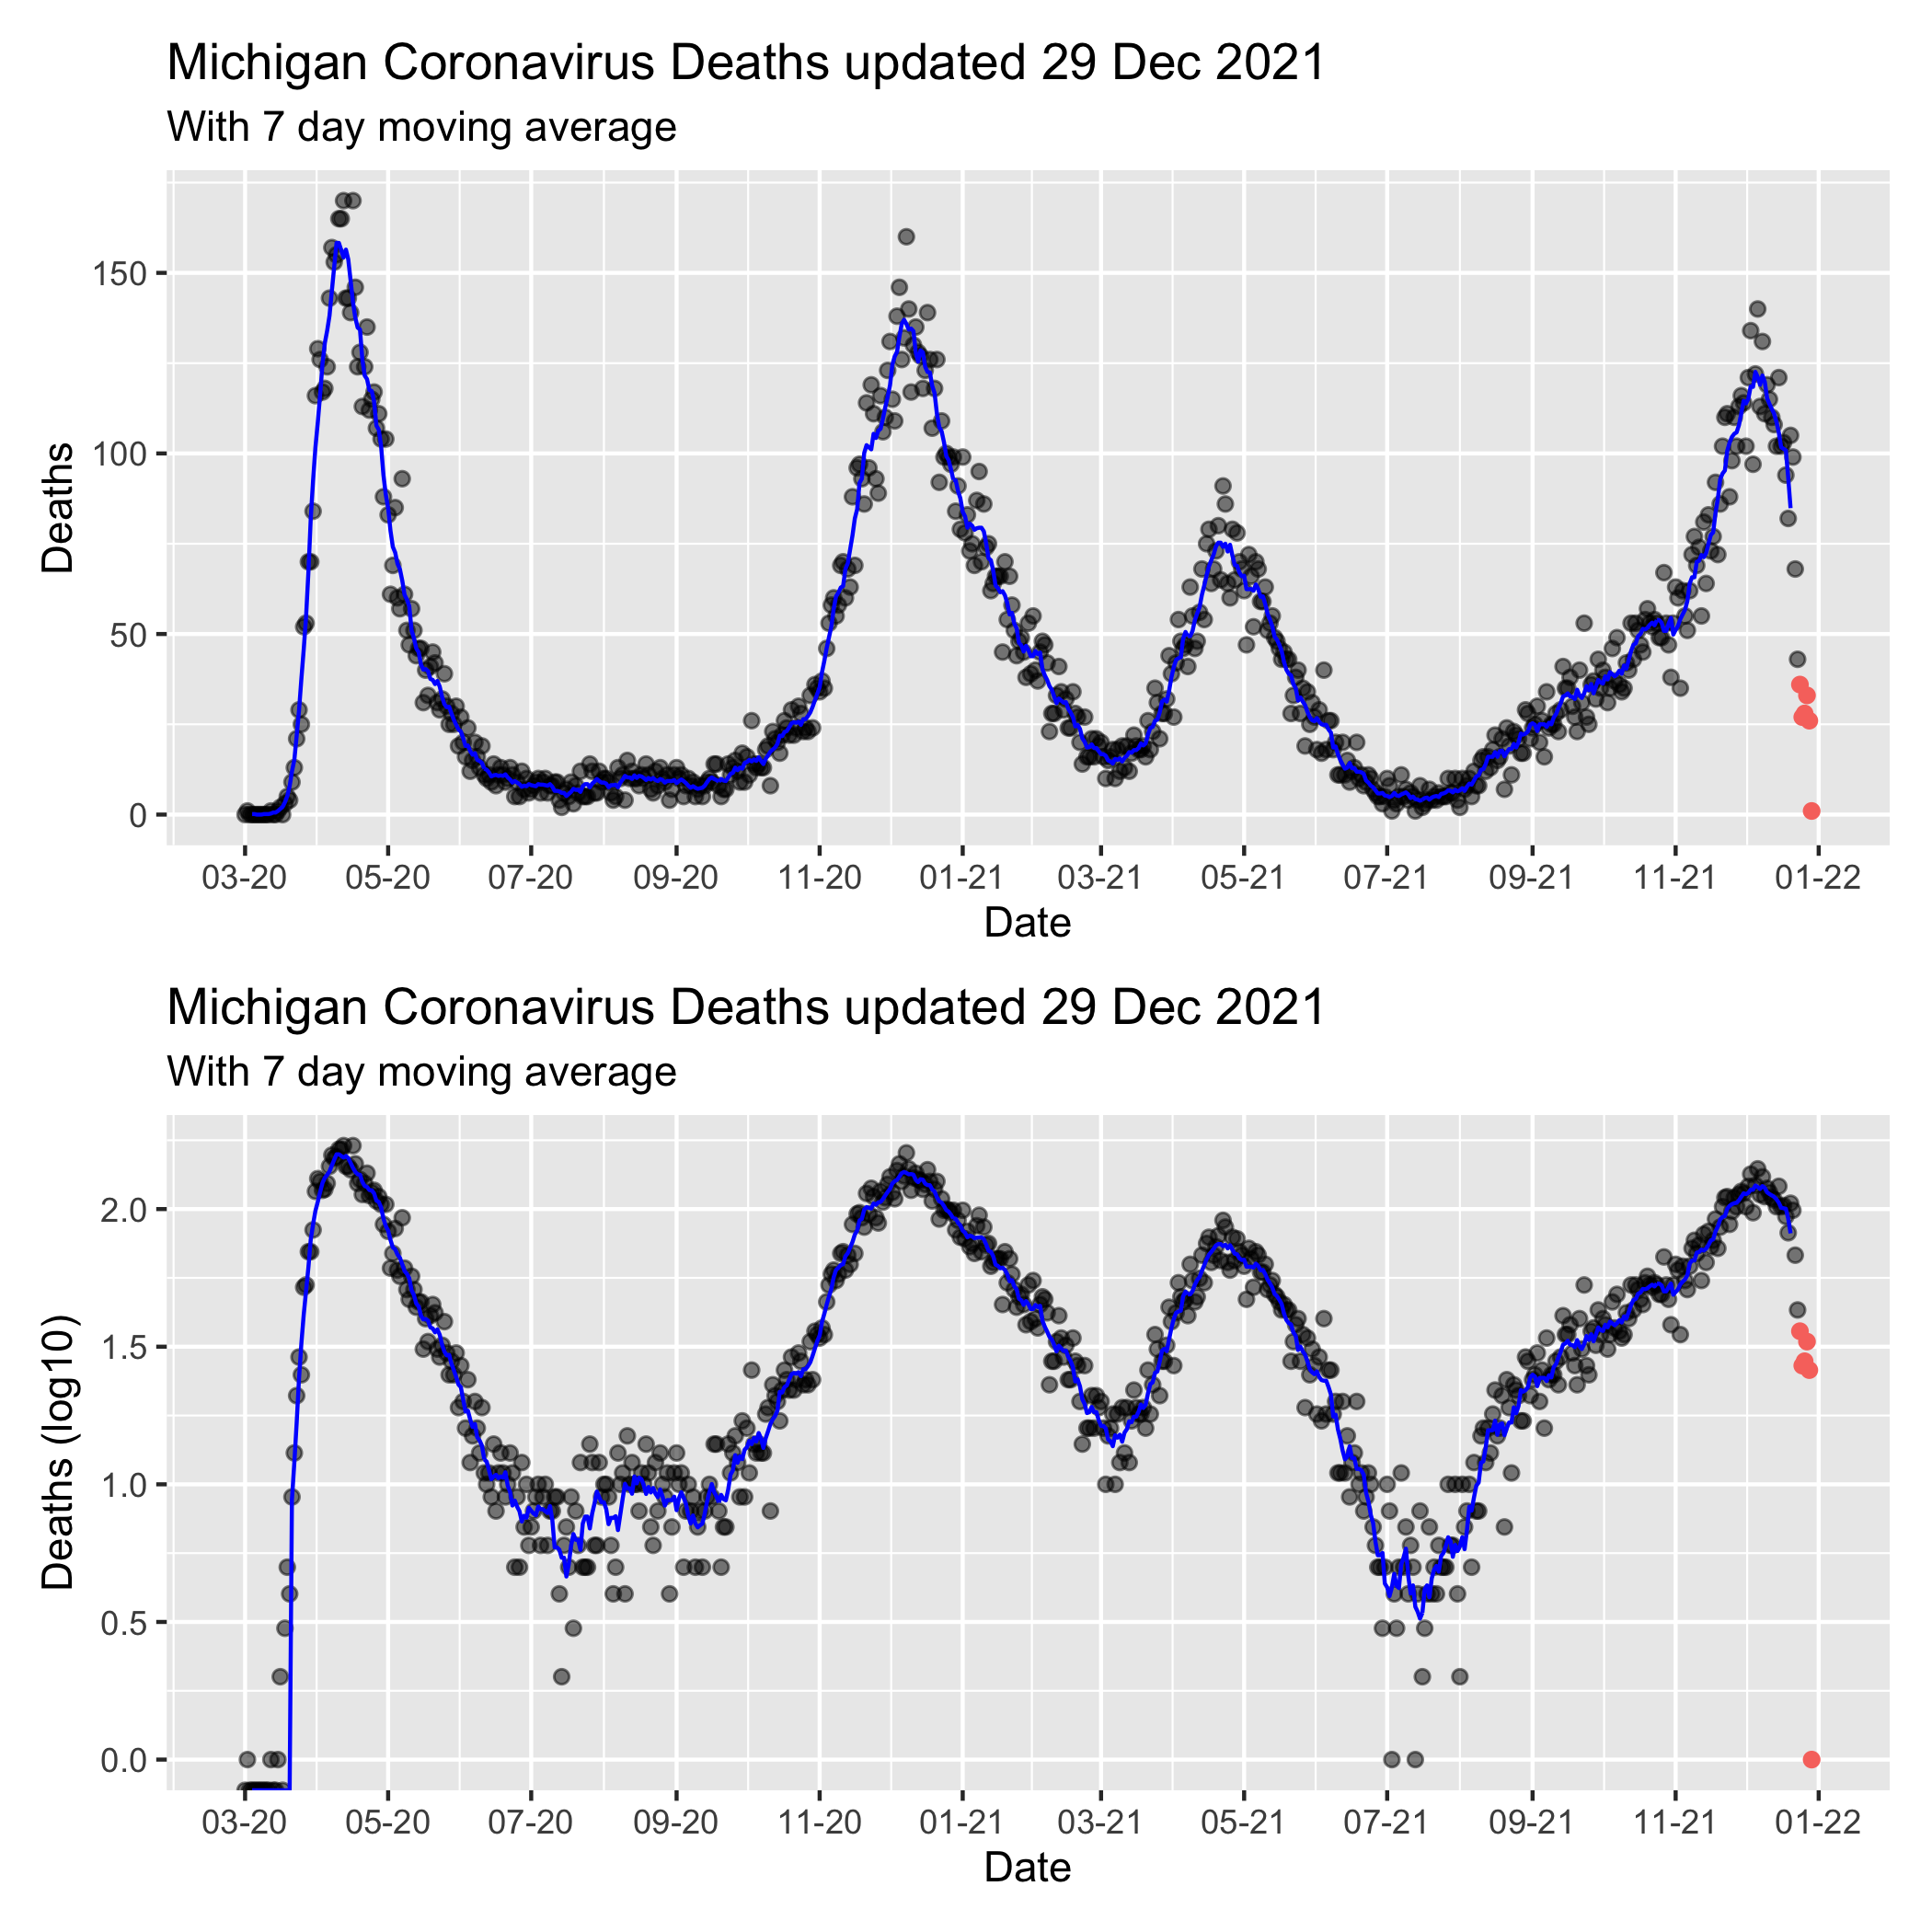 Michigan Coronavirus Deaths updated 29 Dec 2021
With 7 day moving average
Deaths
150
100
50
0
03-20 05-20 07-20 09-20 11-20 01-21 03-21 05-21 07-21 09-21 11-21 01-22
Date
Michigan Coronavirus Deaths updated 29 Dec 2021
With 7 day moving average
Deaths (log10)
2.0
1.5
1.0
0.5
0.0
03-20 05-20 07-20 09-20 11-20 01-21 03-21 05-21 07-21 09-21 11-21 01-22
Date